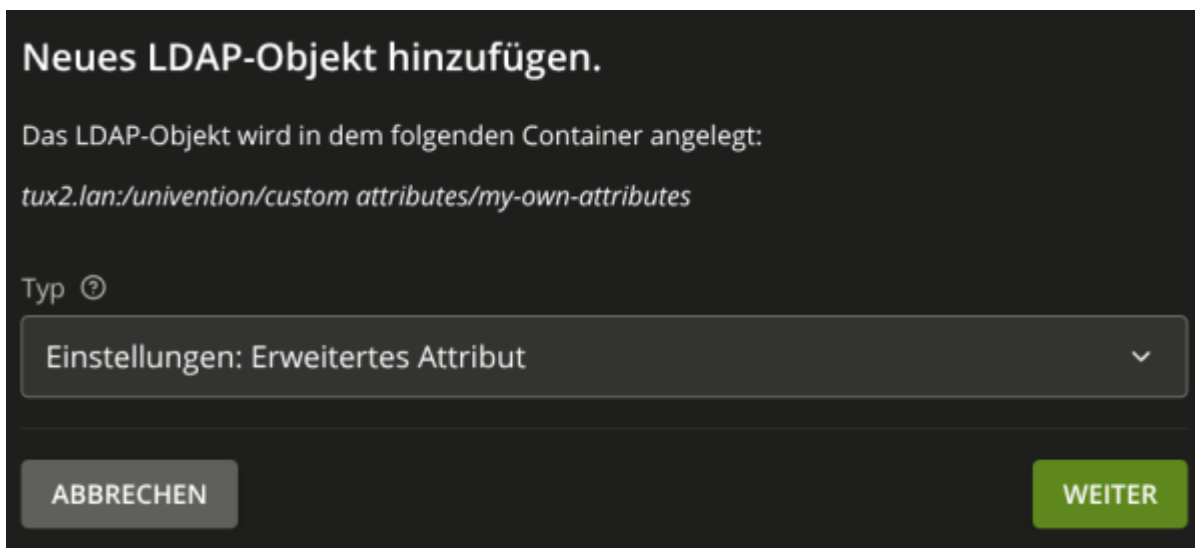 Neues LDAP-Objekt hinzufügen.
Das LDAP-Objekt wird in dem folgenden Container angelegt:
tux2.lan:/univention/custom attributes/my-own-attributes
Typ
Einstellungen: Erweitertes Attribut
ABBRECHEN
WEITER